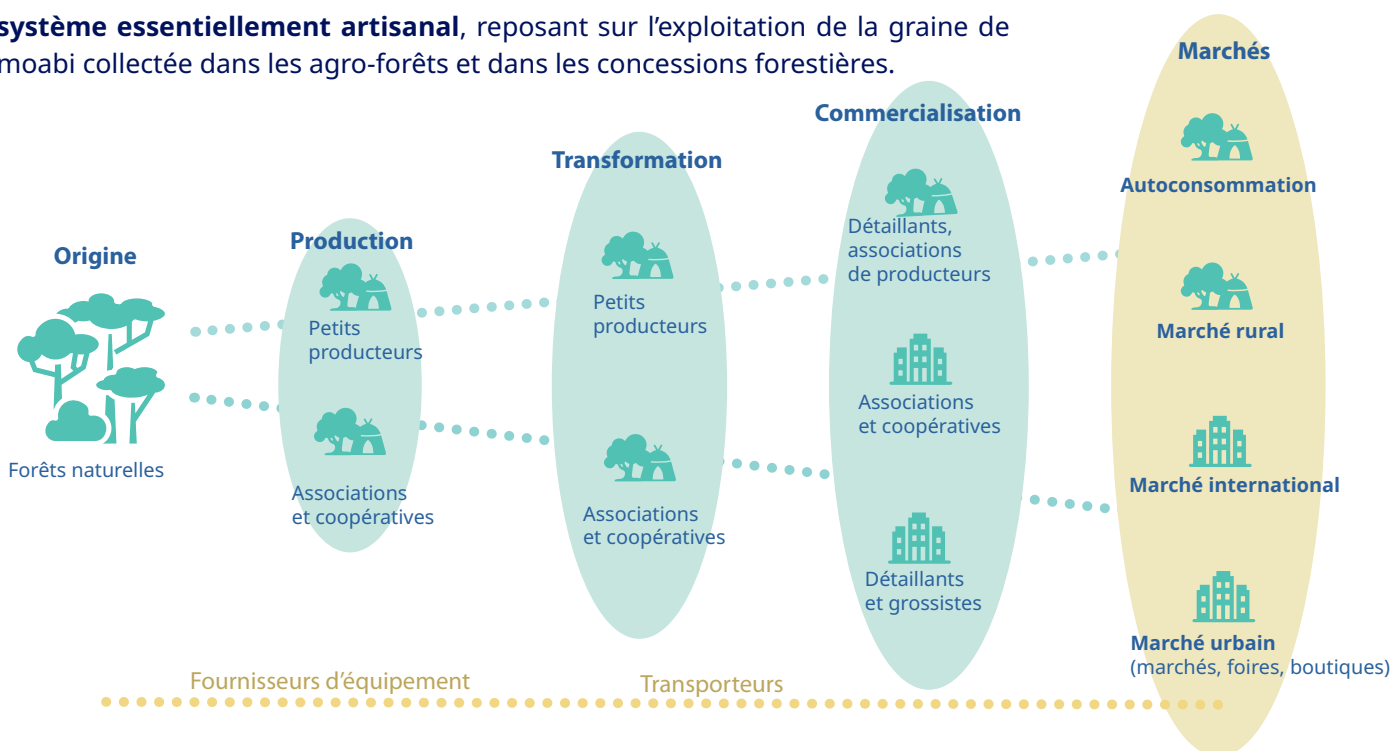 système essentiellement artisanal, reposant sur l'exploitation de la graine de
moabi collectée dans les agro-forêts et dans les concessions forestières.
Origine
Forêts naturelles
Production
Petits
producteurs
Associations
et coopératives
Transformation
Petits
producteurs
Associations
et coopératives
Commercialisation
Détaillants,
associations
de producteurs
Associations
et coopératives
Détaillants
et grossistes
Marchés
Autoconsommation
Marché rural
Marché international
Marché urbain
(marchés, foires, boutiques)
Fournisseurs d'équipement
Transporteurs